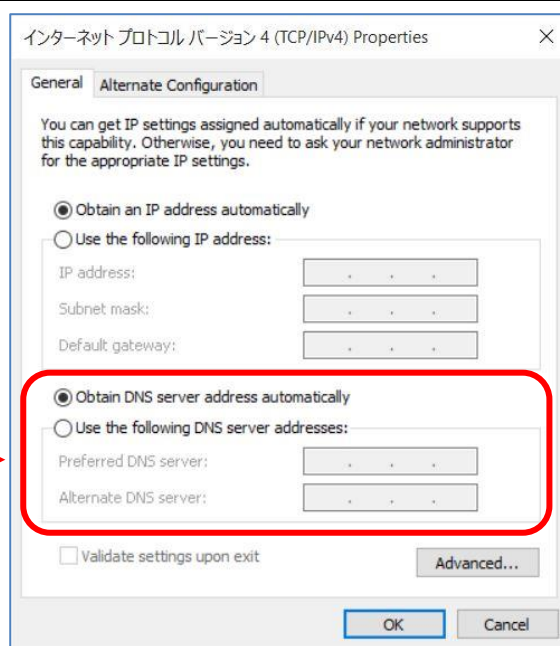 インターネット プロトコル バージョン 4 (TCP/IPv4) Properties
General
Alternate Configuration
You can get IP settings assigned automatically if your network supports
this capability. Otherwise, you need to ask your network administrator
for the appropriate IP settings.
Obtain an IP address automatically
Use the following IP address:
IP address:
Subnet mask:
Default gateway:
Obtain DNS server address automatically
Use the following DNS server addresses:
Preferred DNS server:
Alternate DNS server:
Validate settings upon exit
Advanced...
OK
Cancel